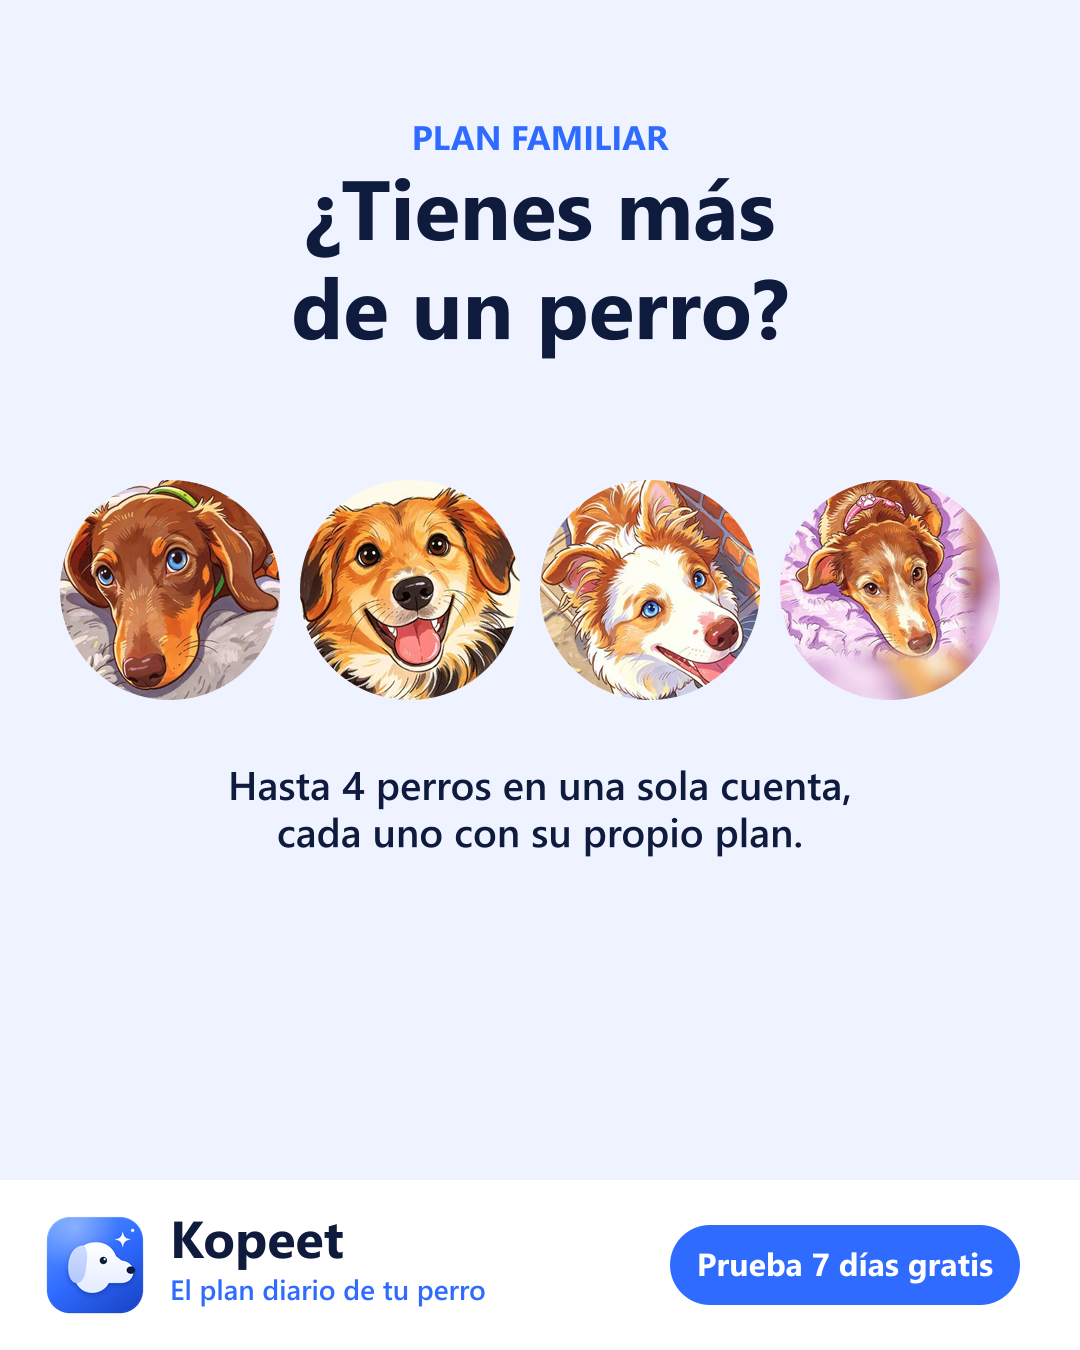 PLAN FAMILIAR
¿Tienes más
de un perro?
Hasta 4 perros en una sola cuenta,
cada uno con su propio plan.
Kopeet
El plan diario de tu perro
Prueba 7 días gratis